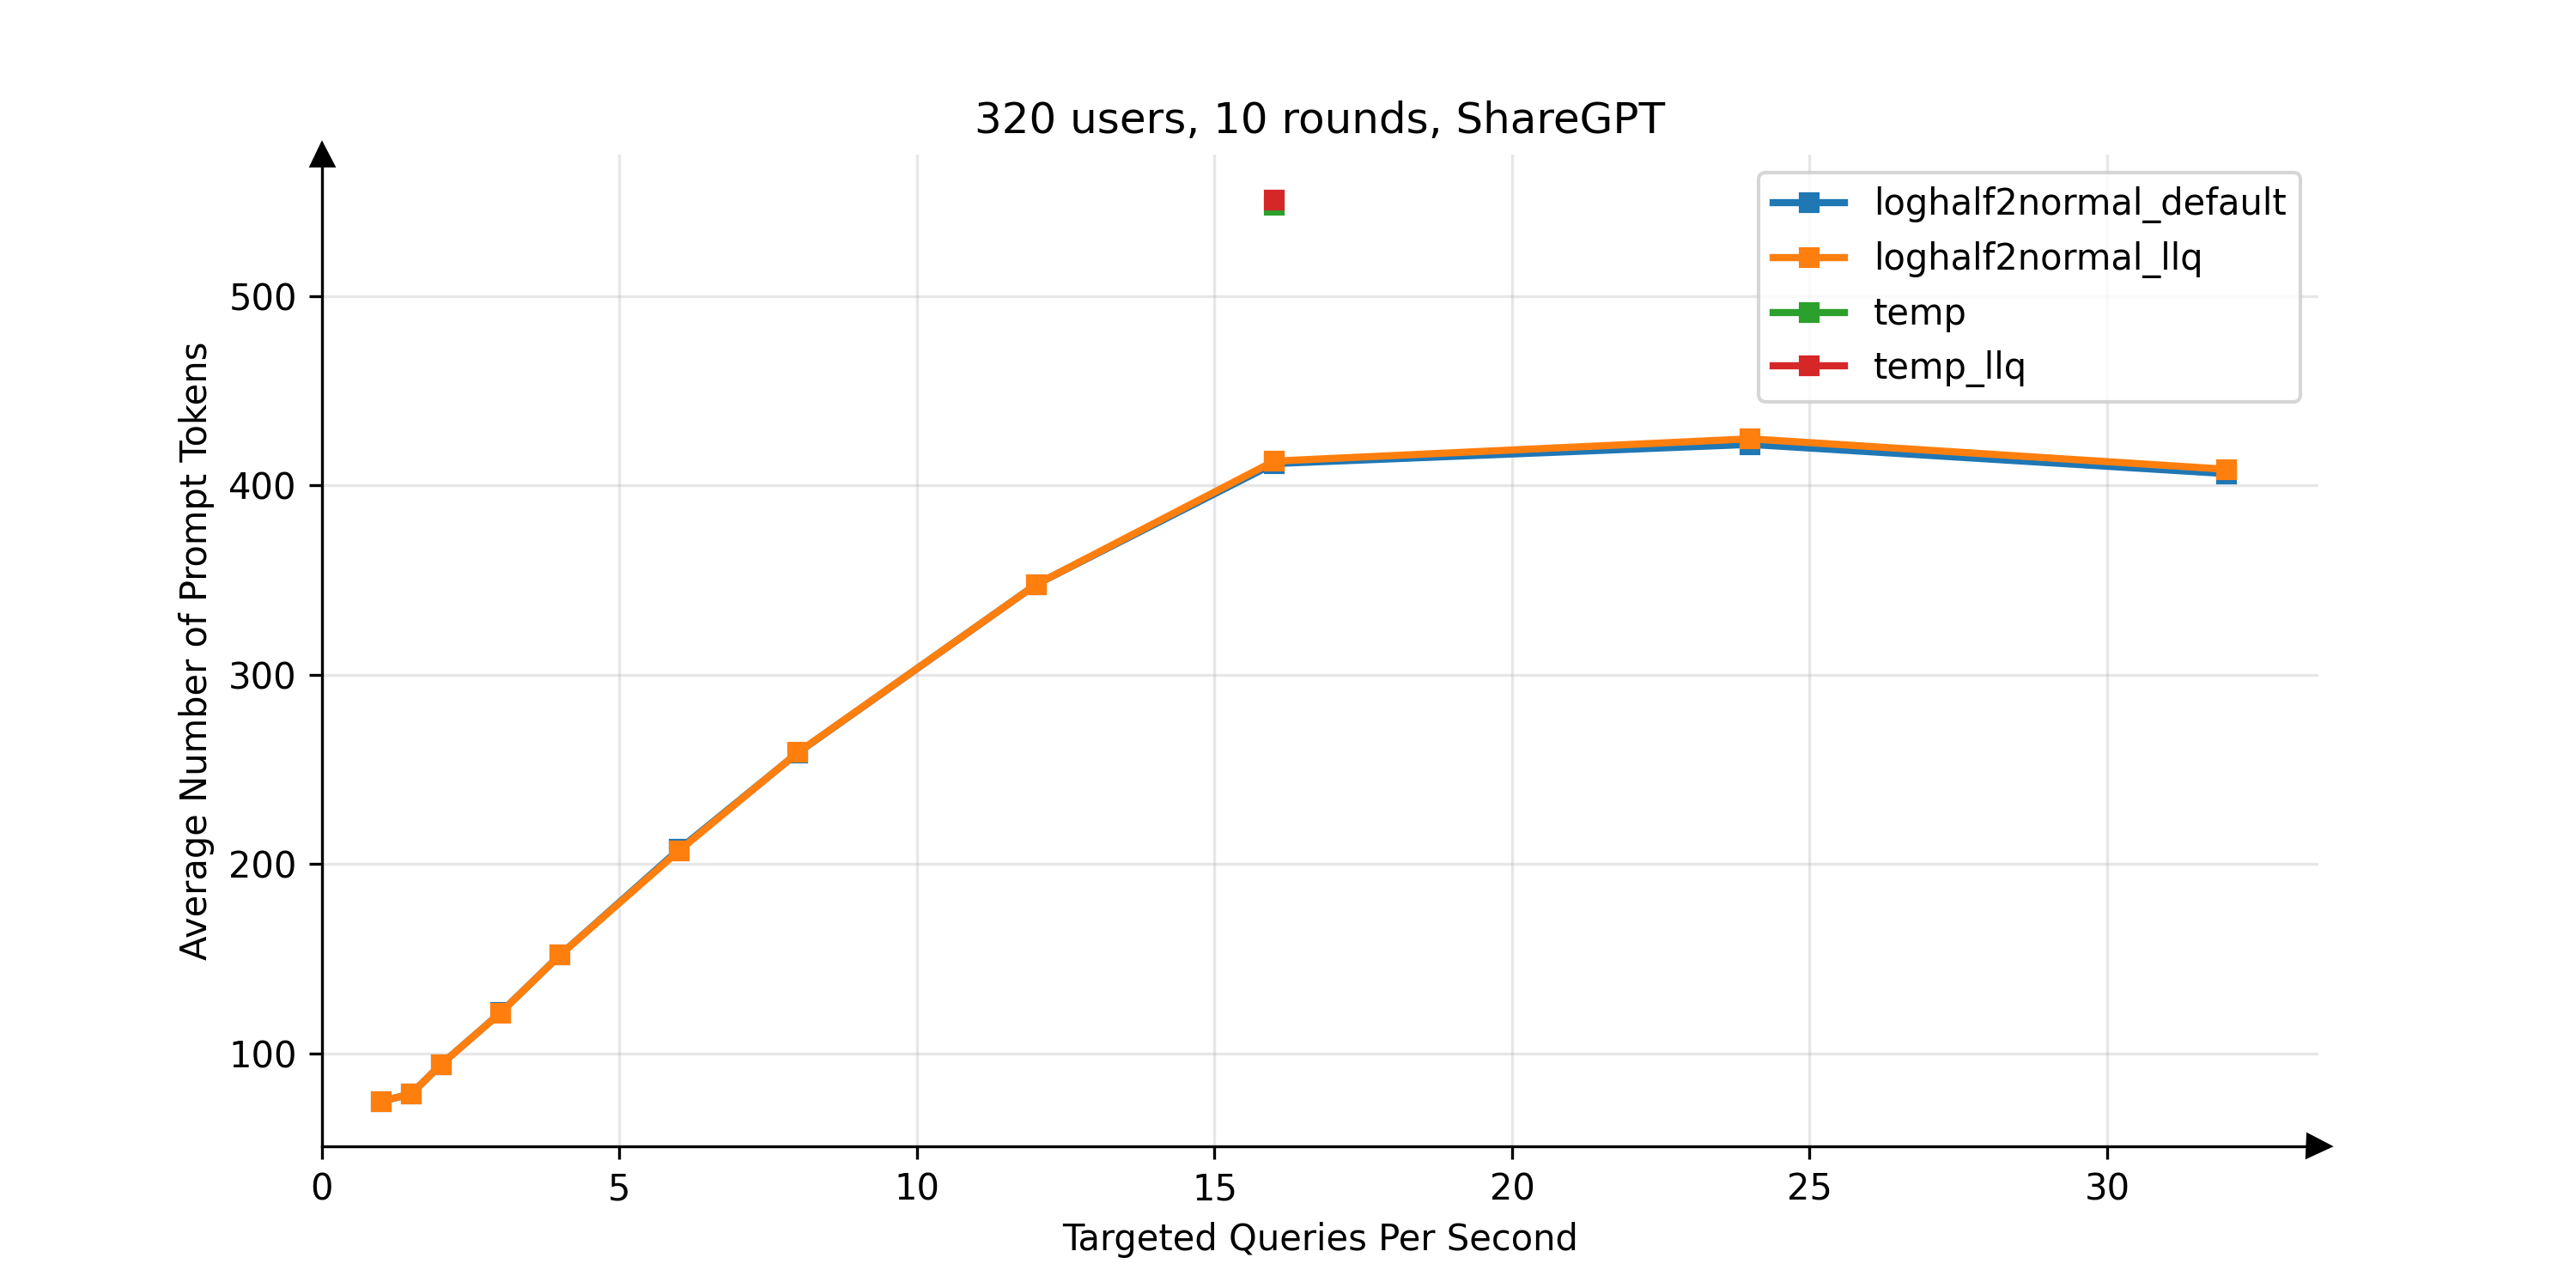 320 users, 10 rounds, ShareGPT
loghalf2normal_default
loghalf2normal_llq
temp
temp_llq
Average Number of Prompt Tokens
500
400
300
200
100
0 5 10 15 20 25 30
Targeted Queries Per Second